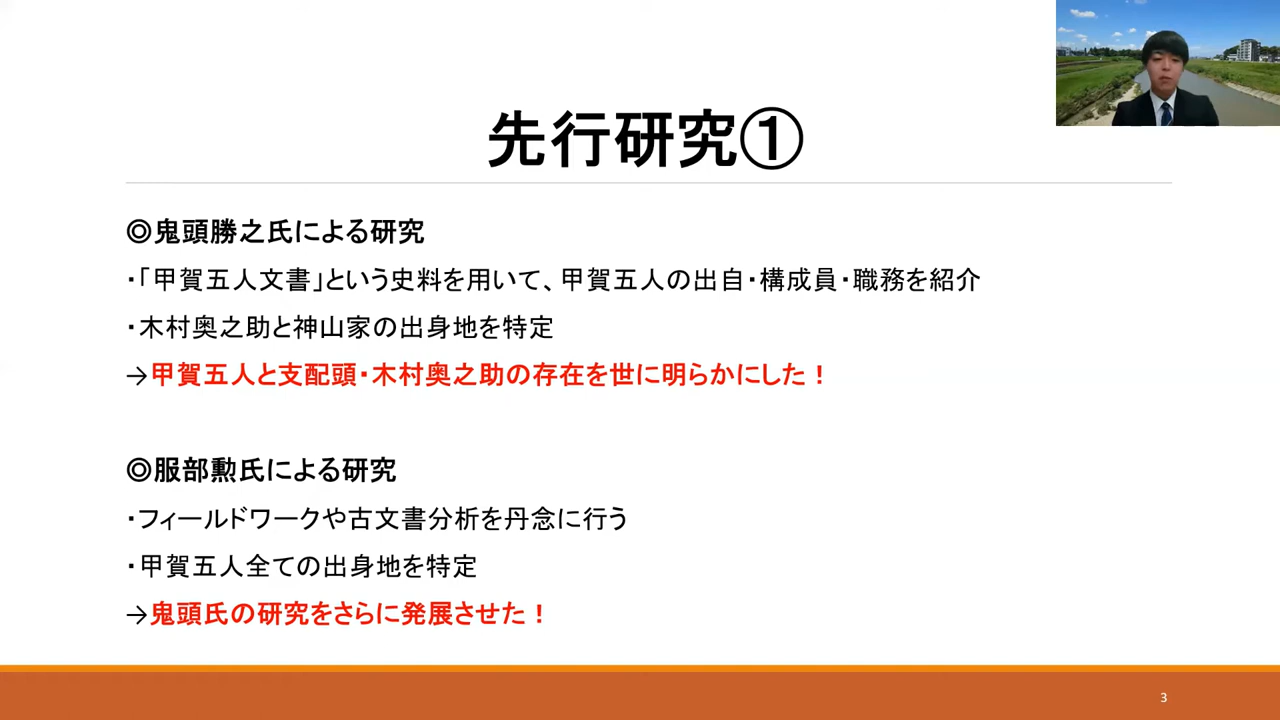 先行研究①
◎鬼頭勝之氏による研究
・「甲賀五人文書」という史料を用いて、甲賀五人の出自・構成員・職務を紹介
・木村奥之助と神山家の出身地を特定
→甲賀五人と支配頭・木村奥之助の存在を世に明らかにした！
◎服部勲氏による研究
・フィールドワークや古文書分析を丹念に行う
・甲賀五人全ての出身地を特定
→鬼頭氏の研究をさらに発展させた！
3